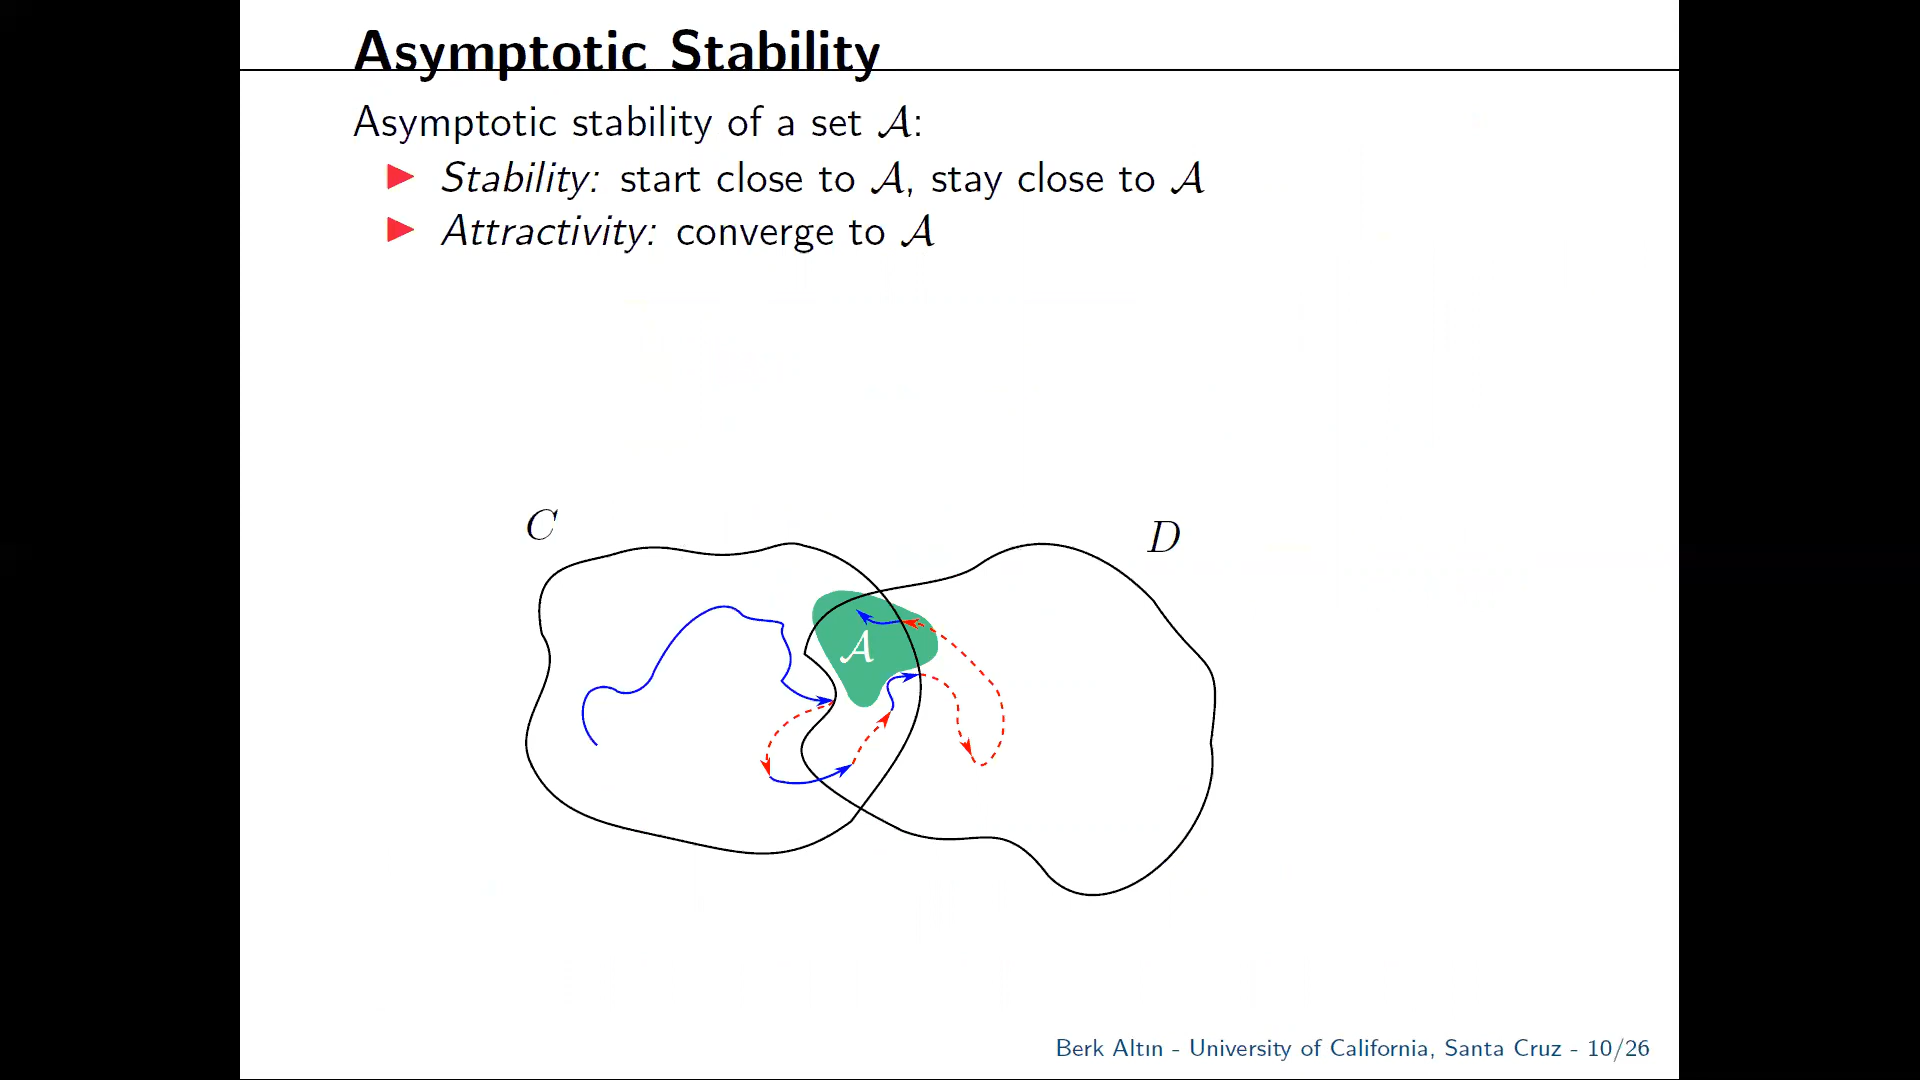 Asymptotic Stability
Asymptotic stability of a set 𝒜:
▶ Stability: start close to 𝒜, stay close to 𝒜
▶ Attractivity: converge to 𝒜
C
D
𝒜
Berk Altın - University of California, Santa Cruz - 10/26